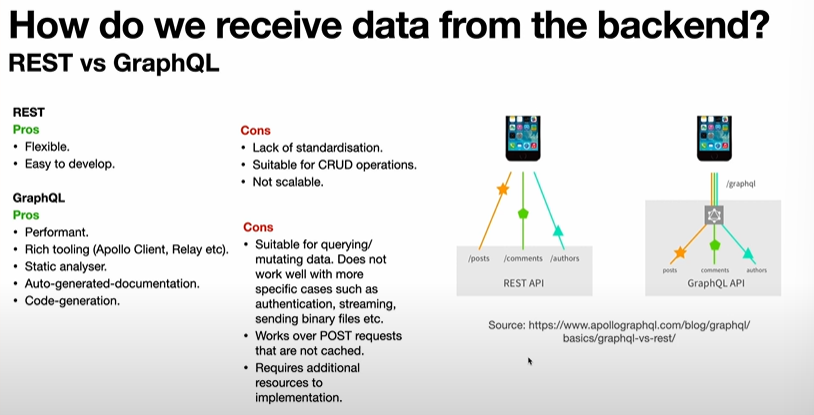 How do we receive data from the backend?
REST vs GraphQL
REST
Pros
• Flexible.
• Easy to develop.
Cons
• Lack of standardisation.
• Suitable for CRUD operations.
• Not scalable.
GraphQL
Pros
• Performant.
• Rich tooling (Apollo Client, Relay etc).
• Static analyser.
• Auto-generated-documentation.
• Code-generation.
Cons
• Suitable for querying/
mutating data. Does not
work well with more
specific cases such as
authentication, streaming,
sending binary files etc.
• Works over POST requests
that are not cached.
• Requires additional
resources to
implementation.
/posts /comments /authors
REST API
/graphql
posts comments authors
GraphQL API
Source: https://www.apollographql.com/blog/graphql/
basics/graphql-vs-rest/